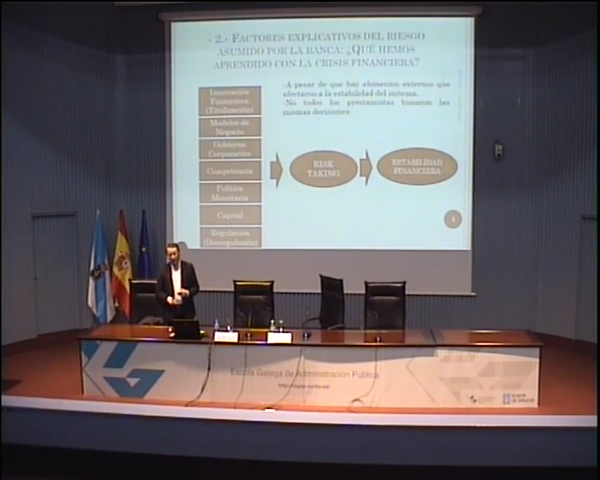 - 2.- FACTORES EXPLICATIVOS DEL RIESGO
ASUMIDO POR LA BANCA: ¿QUÉ HEMOS
APRENDIDO CON LA CRISIS FINANCIERA?
Innovación
Financiera
(Titulización)
Modelos de
Negocio
Gobierno
Corporativo
Competencia
Política
Monetaria
Capital
Regulación
(Desregulación)
-A pesar de que hay elementos externos que
afectaron a la estabilidad del sistema.
-No todos los prestamistas tomaron las
mismas decisiones.
RISK
TAKING
ESTABILIDAD
FINANCIERA
Escola Galega de Administración Pública